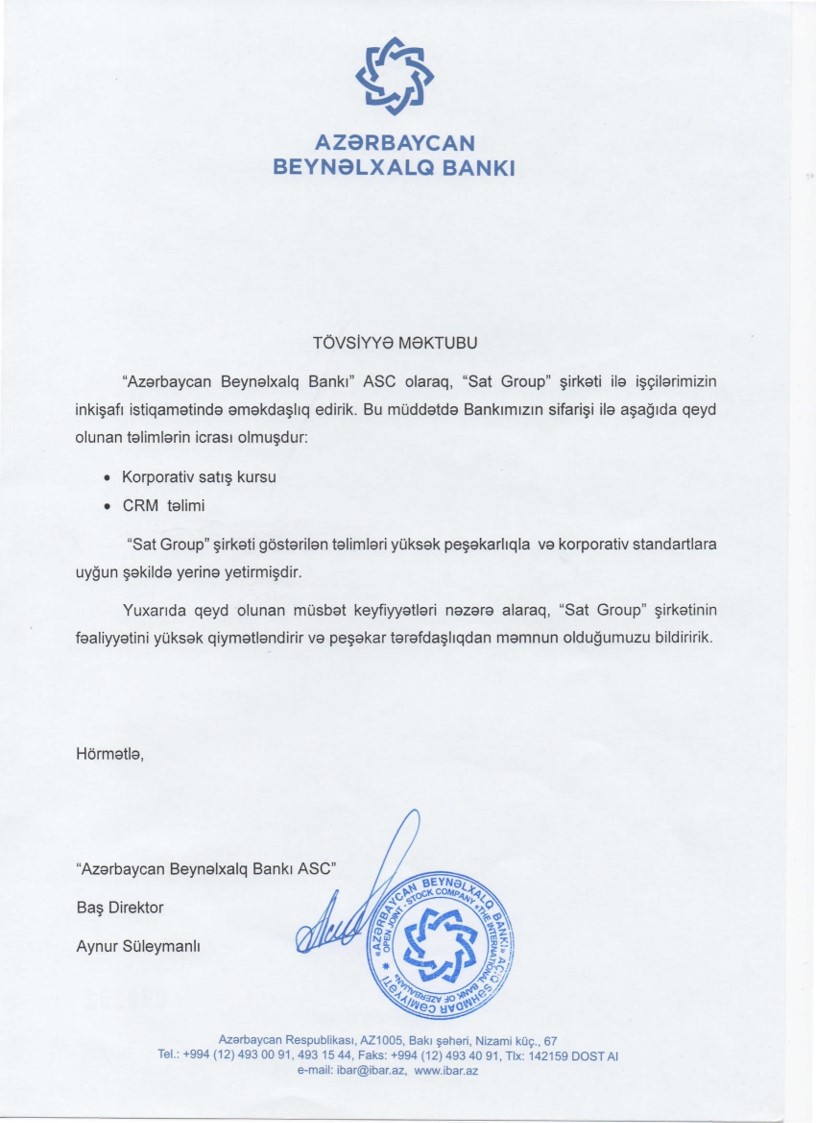 AZƏRBAYCAN
BEYNƏLXALQ BANKI
TÖVSİYYƏ MƏKTUBU
“Azərbaycan Beynəlxalq Bankı” ASC olaraq, “Sat Group” şirkəti ilə işçilərimizin
inkişafı istiqamətində əməkdaşlıq edirik. Bu müddətdə Bankımızın sifarişi ilə aşağıda qeyd
olunan təlimlərin icrası olmuşdur:
• Korporativ satış kursu
• CRM təlimi
“Sat Group” şirkəti göstərilən təlimləri yüksək peşəkarlıqla və korporativ standartlara
uyğun şəkildə yerinə yetirmişdir.
Yuxarıda qeyd olunan müsbət keyfiyyətləri nəzərə alaraq, “Sat Group” şirkətinin
fəaliyyətini yüksək qiymətləndirir və peşəkar tərəfdaşlıqdan məmnun olduğumuzu bildiririk.
Hörmətlə,
“Azərbaycan Beynəlxalq Bankı ASC”
Baş Direktor
Aynur Süleymanlı
«AZƏRBAYCAN BEYNƏLXALQ BANKI» AÇIQ SƏHMDAR CƏMİYYƏTİ
OPEN JOINT - STOCK COMPANY «THE INTERNATIONAL BANK OF AZERBAIJAN»
Azərbaycan Respublikası, AZ1005, Bakı şəhəri, Nizami küç., 67
Tel.: +994 (12) 493 00 91, 493 15 44, Faks: +994 (12) 493 40 91, Tlx: 142159 DOST AI
e-mail: ibar@ibar.az, www.ibar.az